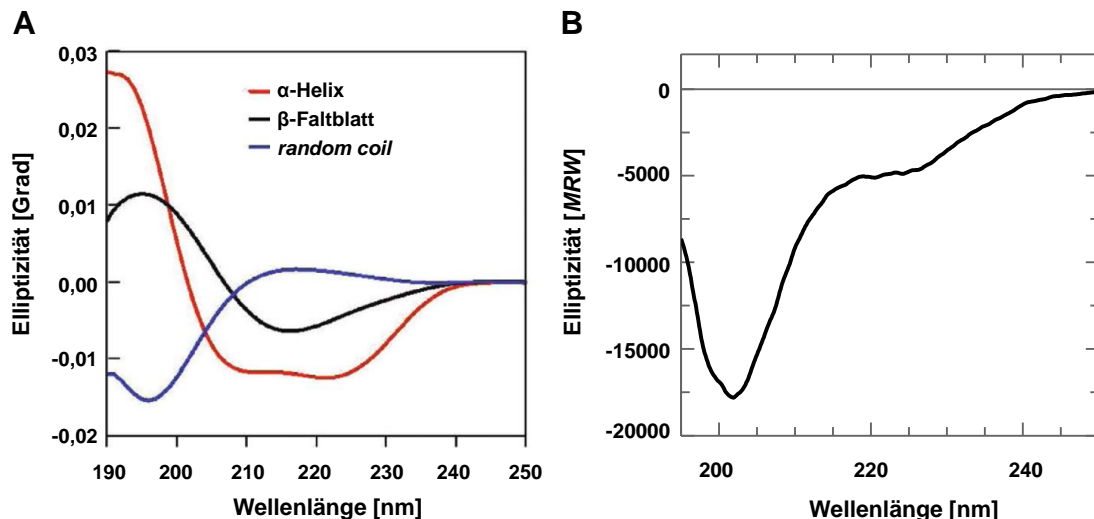 A
0,03
0,02
0,01
0,00
-0,01
-0,02
Elliptizität [Grad]
α-Helix
β-Faltblatt
random coil
190 200 210 220 230 240 250
Wellenlänge [nm]
B
0
-5000
-10000
-15000
-20000
Elliptizität [MRW]
200 220 240
Wellenlänge [nm]